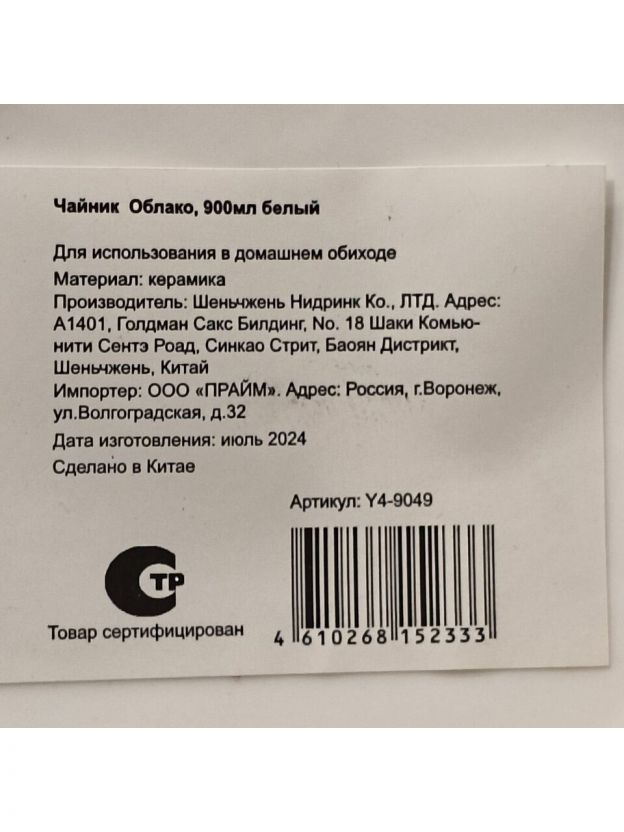 Чайник Облако, 900мл белый
Для использования в домашнем обиходе
Материал: керамика
Производитель: Шеньчжень Нидринк Ко., ЛТД. Адрес:
А1401, Голдман Сакс Билдинг, No. 18 Шаки Комью-
нити Сентэ Роад, Синкао Стрит, Баоян Дистрикт,
Шеньчжень, Китай
Импортер: ООО «ПРАЙМ». Адрес: Россия, г.Воронеж,
ул.Волгоградская, д.32
Дата изготовления: июль 2024
Сделано в Китае
Артикул: Y4-9049
СТР
Товар сертифицирован
4 610268 152333